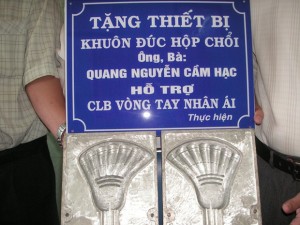 TẶNG THIẾT BỊ
KHUÔN ĐÚC HỘP CHỔI
Ông, Bà:
QUANG NGUYÊN CẨM HẠC
HỖ TRỢ
CLB VÒNG TAY NHÂN ÁI
Thực hiện